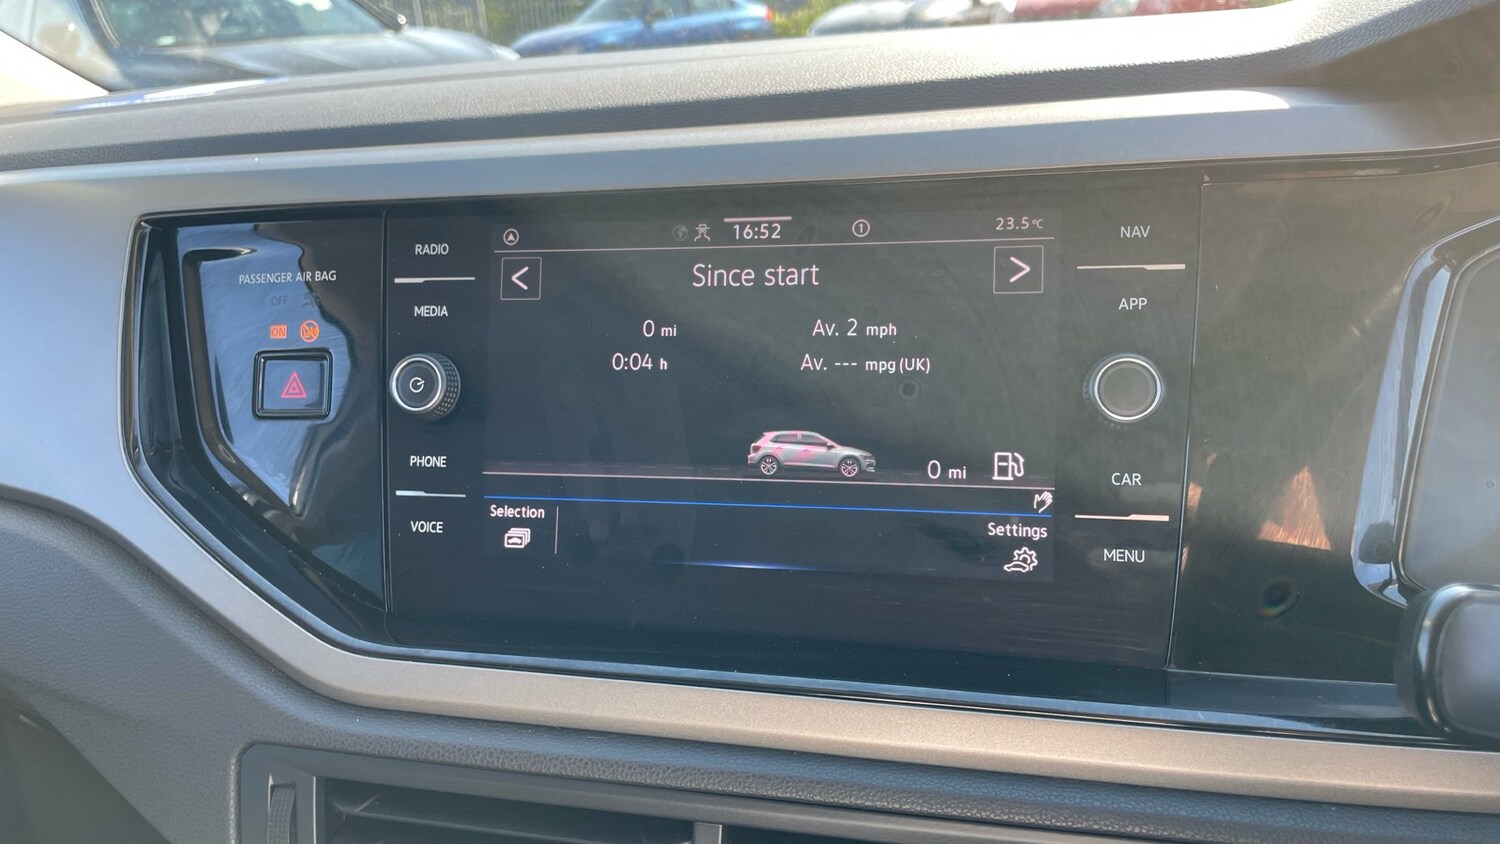 PASSENGER AIR BAG
OFF
ON
RADIO
MEDIA
PHONE
VOICE
16:52
1
23.5°C
<
Since start
>
0 mi
Av. 2 mph
0:04 h
Av. --- mpg (UK)
0 mi
Selection
Settings
NAV
APP
CAR
MENU